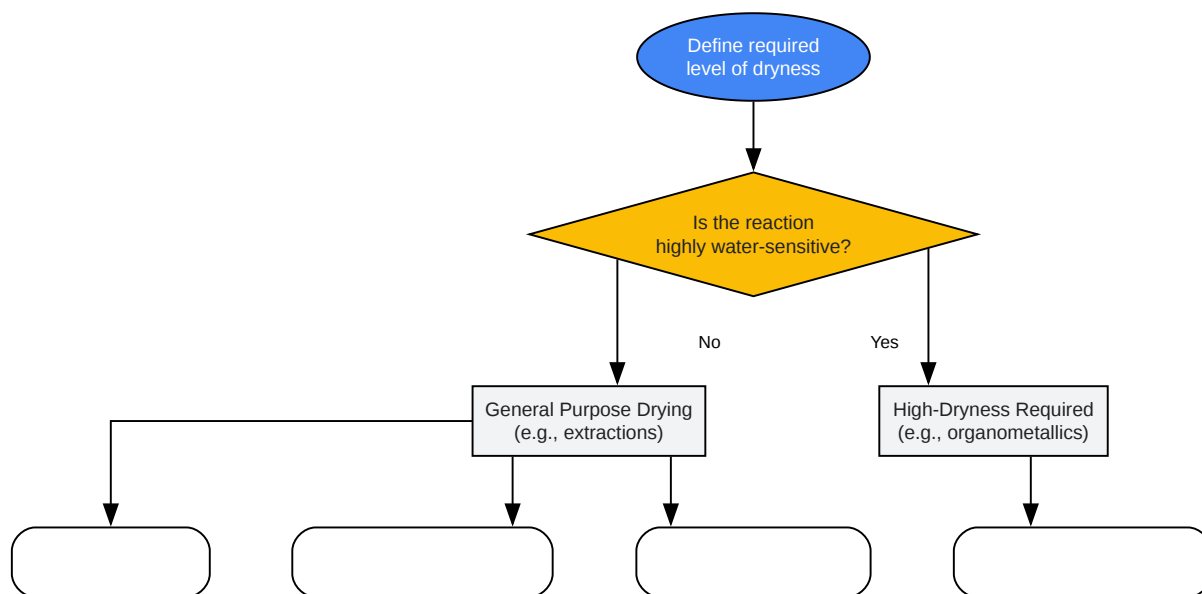 Define required
level of dryness
Is the reaction
highly water-sensitive?
No
Yes
General Purpose Drying
(e.g., extractions)
High-Dryness Required
(e.g., organometallics)